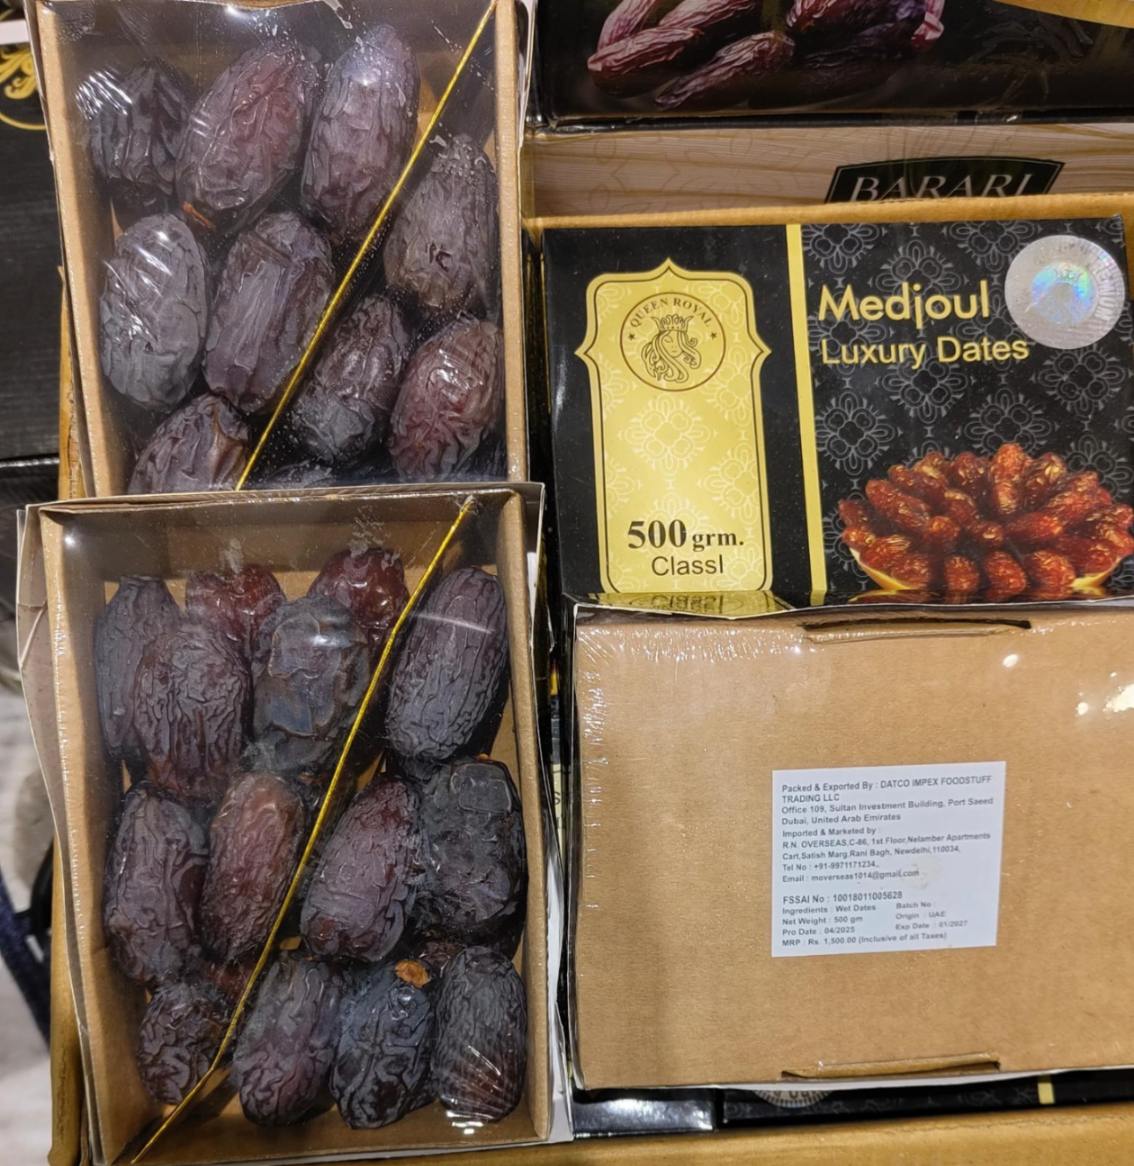 BARARI
QUEEN ROYAL
Medjoul
Luxury Dates
500 grm.
Classl
Packed & Exported By : DATCO IMPEX FOODSTUFF
TRADING LLC
Office 109, Sultan Investment Building, Port Saeed
Dubai, United Arab Emirates
Imported & Marketed by
R.N. OVERSEAS,C-86, 1st Floor,Nelamber Apartments
Cart,Satish Marg,Rani Bagh, Newdelhi,110034,
Tel No : +91-9971171234,
Email : moverseas1014@gmail.com
FSSAI No : 10018011005628
Ingredients : Wet Dates Batch No :
Net Weight : 500 gm Origin : UAE
Pro Date : 04/2025 Exp Date : 01/2027
MRP : Rs. 1,500.00 (Inclusive of all Taxes)